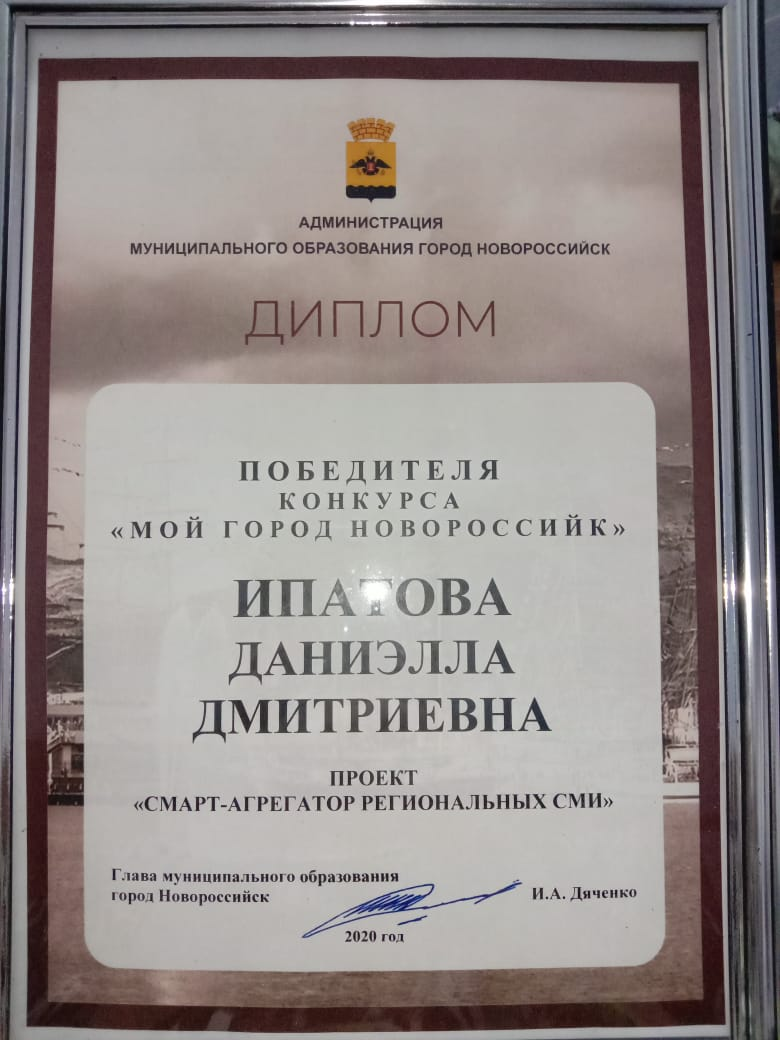 АДМИНИСТРАЦИЯ
МУНИЦИПАЛЬНОГО ОБРАЗОВАНИЯ ГОРОД НОВОРОССИЙСК
ДИПЛОМ
ПОБЕДИТЕЛЯ
КОНКУРСА
«МОЙ ГОРОД НОВОРОССИЙК»
ИПАТОВА
ДАНИЭЛЛА
ДМИТРИЕВНА
ПРОЕКТ
«СМАРТ-АГРЕГАТОР РЕГИОНАЛЬНЫХ СМИ»
Глава муниципального образования
город Новороссийск
И.А. Дяченко
2020 год